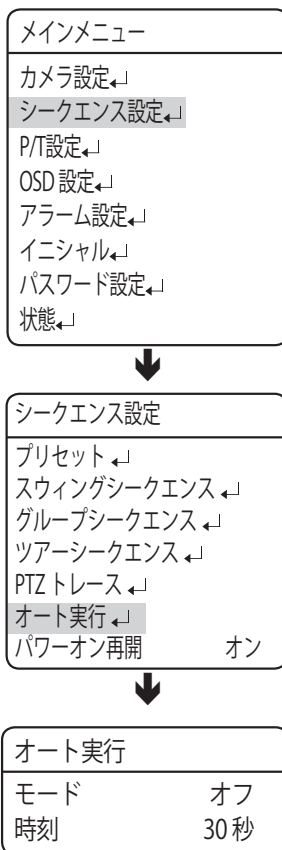 メインメニュー
カメラ設定↵
シークエンス設定↵
P/T設定↵
OSD 設定↵
アラーム設定↵
イニシャル↵
パスワード設定↵
状態↵
シークエンス設定
プリセット ↵
スウィングシークエンス ↵
グループシークエンス ↵
ツアーシークエンス ↵
PTZ トレース ↵
オート実行 ↵
パワーオン再開 オン
オート実行
モード オフ
時刻 30 秒